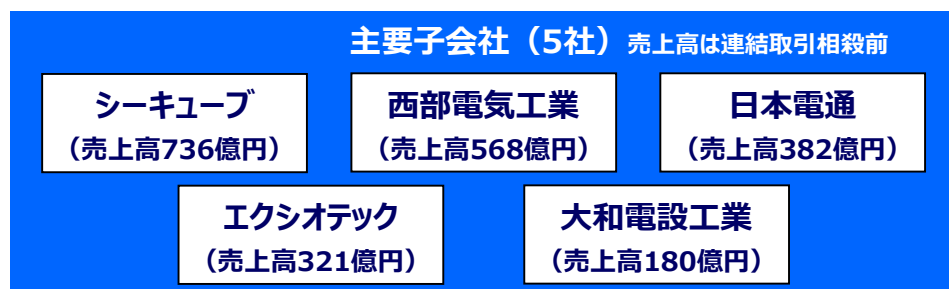 主要子会社（5社）売上高は連結取引相殺前
シーキューブ
（売上高736億円）
西部電気工業
（売上高568億円）
日本電通
（売上高382億円）
エクシオテック
（売上高321億円）
大和電設工業
（売上高180億円）